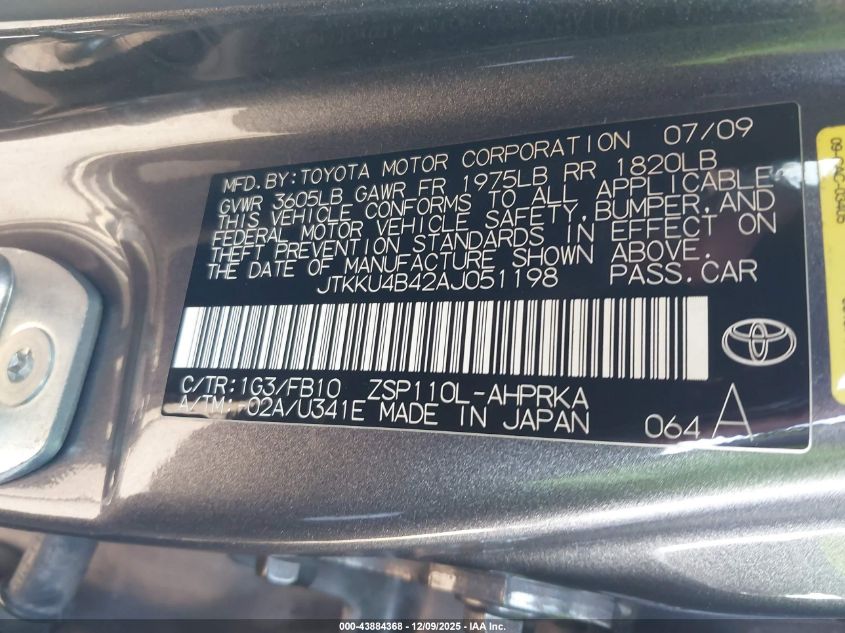 MFD.BY:TOYOTA MOTOR CORPORATION 07/09
GVWR 3605LB GAWR FR 1975LB RR 1820LB
THIS VEHICLE CONFORMS TO ALL APPLICABLE
FEDERAL MOTOR VEHICLE SAFETY, BUMPER, AND
THEFT PREVENTION STANDARDS IN EFFECT ON
THE DATE OF MANUFACTURE SHOWN ABOVE.
JTKKU4B42AJ051198 PASS.CAR
C/TR:1G3/FB10 ZSP110L-AHPRKA
A/TM:-02A/U341E MADE IN JAPAN
064 A
000-43884368 | 12/09/2025 - IAA Inc.